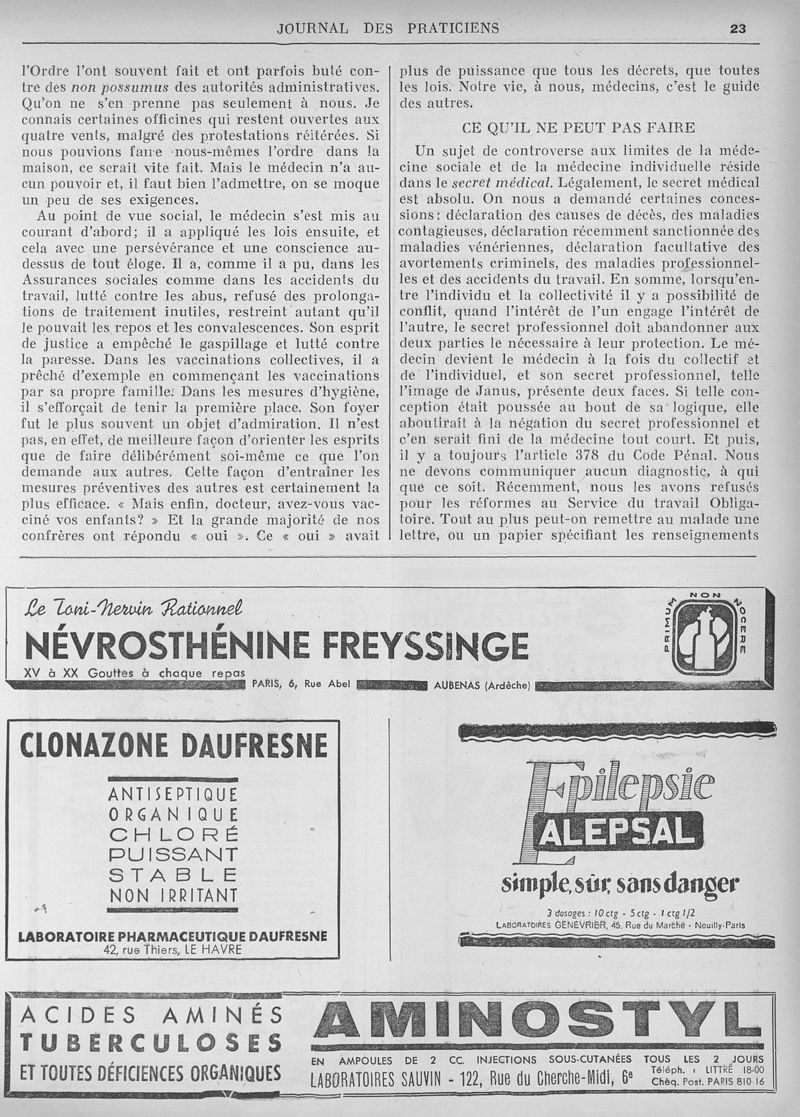 JOURNAL DES PRATICIENS 23
l'Ordre l'ont souvent fait et ont parfois buté con-
tre des non possumus des autorités administratives.
Qu'on ne s'en prenne pas seulement à nous. Je
connais certaines officines qui restent ouvertes aux
quatre vents, malgré des protestations réitérées. Si
nous pouvions faire nous-mêmes l'ordre dans la
maison, ce serait vite fait. Mais le médecin n'a au-
cun pouvoir et, il faut bien l'admettre, on se moque
un peu de ses exigences.
Au point de vue social, le médecin s'est mis au
courant d'abord; il a appliqué les lois ensuite, et
cela avec une persévérance et une conscience au-
dessus de tout éloge. Il a, comme il a pu, dans les
Assurances sociales comme dans les accidents du
travail, lutté contre les abus, refusé des prolonga-
tions de traitement inutiles, restreint autant qu'il
le pouvait les repos et les convalescences. Son esprit
de justice a empêché le gaspillage et lutté contre
la paresse. Dans les vaccinations collectives, il a
prêché d'exemple en commençant les vaccinations
par sa propre famille. Dans les mesures d'hygiène,
il s'efforçait de tenir la première place. Son foyer
fut le plus souvent un objet d'admiration. Il n'est
pas, en effet, de meilleure façon d'orienter les esprits
que de faire délibérément soi-même ce que l'on
demande aux autres. Cette façon d'entraîner les
mesures préventives des autres est certainement la
plus efficace. « Mais enfin, docteur, avez-vous vac-
ciné vos enfants? » Et la grande majorité de nos
confrères ont répondu « oui ». Ce « oui » avait
plus de puissance que tous les décrets, que toutes
les lois. Notre vie, à nous, médecins, c'est le guide
des autres.
CE QU'IL NE PEUT PAS FAIRE
Un sujet de controverse aux limites de la méde-
cine sociale et de la médecine individuelle réside
dans le secret médical. Légalement, le secret médical
est absolu. On nous a demandé certaines conces-
sions: déclaration des causes de décès, des maladies
contagieuses, déclaration récemment sanctionnée des
maladies vénériennes, déclaration facultative des
avortements criminels, des maladies professionnel-
les et des accidents du travail. En somme, lorsqu'en-
tre l'individu et la collectivité il y a possibilité de
conflit, quand l'intérêt de l'un engage l'intérêt de
l'autre, le secret professionnel doit abandonner aux
deux parties le nécessaire à leur protection. Le mé-
decin devient le médecin à la fois du collectif et
de l'individuel, et son secret professionnel, telle
l'image de Janus, présente deux faces. Si telle con-
ception était poussée au bout de sa logique, elle
aboutirait à la négation du secret professionnel et
c'en serait fini de la médecine tout court. Et puis,
il y a toujours l'article 378 du Code Pénal. Nous
ne devons communiquer aucun diagnostic, à qui
que ce soit. Récemment, nous les avons refusés
pour les réformes au Service du travail Obliga-
toire. Tout au plus peut-on remettre au malade une
lettre, ou un papier spécifiant les renseignements
Le Toni-Nervin Rationnel
NÉVROSTHÉNINE FREYSSINGE
XV à XX Gouttes à chaque repas
PARIS, 6, Rue Abel AUBENAS (Ardèche)
PRIMUM NON NOCERE
CLONAZONE DAUFRESNE
ANTISEPTIQUE
ORGANIQUE
CHLORÉ
PUISSANT
STABLE
NON IRRITANT
LABORATOIRE PHARMACEUTIQUE DAUFRESNE
42, rue Thiers, LE HAVRE
Epilepsie
ALEPSAL
simple, sûr, sans danger
3 dosages : 10 ctg - 5 ctg - 1 ctg 1/2
LABORATOIRES GENÉVRIER, 45, Rue du Marché - Neuilly-Paris
ACIDES AMINÉS
TUBERCULOSES
ET TOUTES DÉFICIENCES ORGANIQUES
AMINOSTYL
EN AMPOULES DE 2 CC. INJECTIONS SOUS-CUTANÉES TOUS LES 2 JOURS
LABORATOIRES SAUVIN - 122, Rue du Cherche-Midi, 6e
Téléph. : LITTRÉ 18-00
Chèq. Post. PARIS 810-16